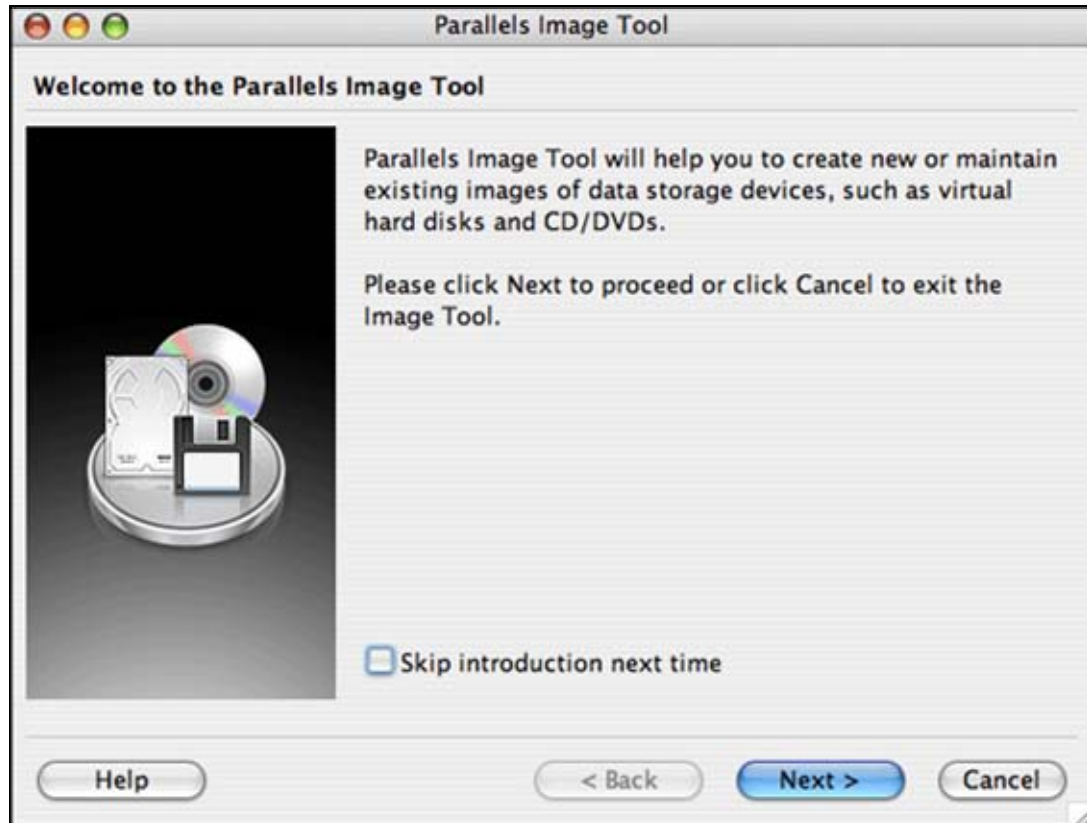 Parallels Image Tool
Welcome to the Parallels Image Tool
Parallels Image Tool will help you to create new or maintain
existing images of data storage devices, such as virtual
hard disks and CD/DVDs.
Please click Next to proceed or click Cancel to exit the
Image Tool.
Skip introduction next time
Help
< Back
Next >
Cancel